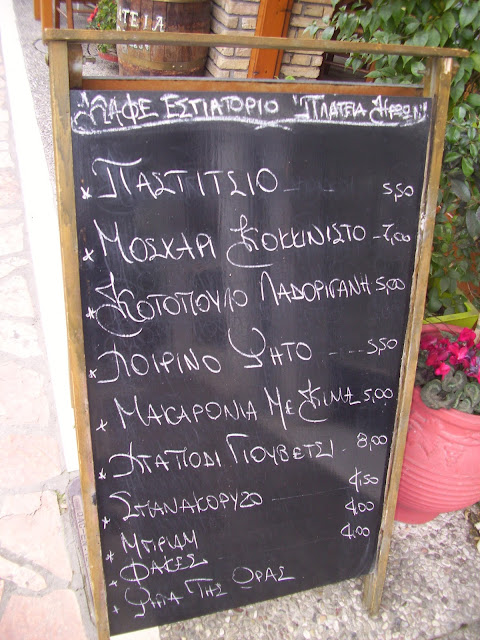 ΤΕΙΑ
ΚΑΦΕ ΕΣΤΙΑΤΟΡΙΟ "ΠΛΑΤΕΙΑ
* ΠΑΣΤΙΤΣΙΟ 5,50
* ΜΟΣΧΑΡΙ ΚΟΚΚΙΝΙΣΤΟ - 7,00
* ΚΟΤΟΠΟΥΛΟ ΛΑΔΟΡΙΓΑΝΗ 5,00
* ΧΟΙΡΙΝΟ ΨΗΤΟ ---- 5,50
* ΜΑΚΑΡΟΝΙΑ ΜΕ ΚΙΜΑ 5,00
* ΧΤΑΠΟΔΙ ΓΙΟΥΒΕΤΣΙ - 8,00
* ΣΠΑΝΑΚΟΡΥΖΟ 4,50
* ΜΠΡΙΑΜ 4,00
* ΦΑΚΕΣ 4,00
* ΨΗΤΑ ΤΗΣ ΩΡΑΣ